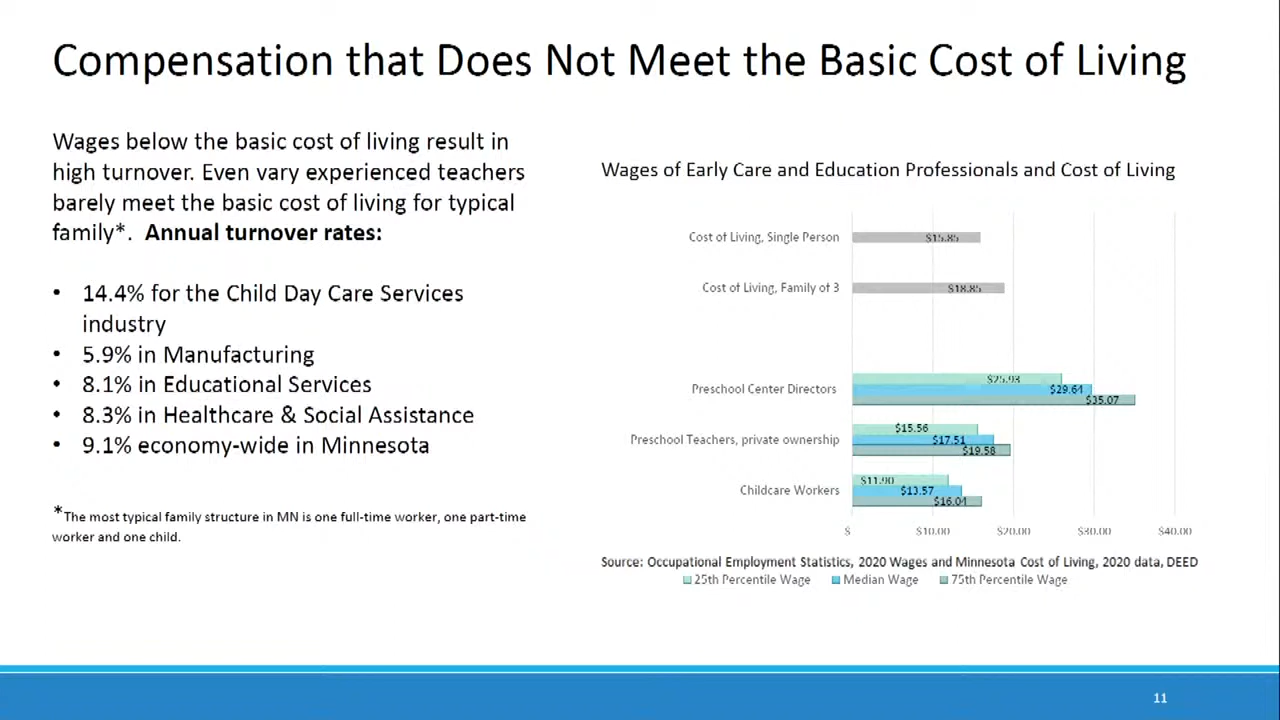 Compensation that Does Not Meet the Basic Cost of Living
Wages below the basic cost of living result in
high turnover. Even vary experienced teachers
barely meet the basic cost of living for typical
family*.  Annual turnover rates:
• 14.4% for the Child Day Care Services
industry
• 5.9% in Manufacturing
• 8.1% in Educational Services
• 8.3% in Healthcare & Social Assistance
• 9.1% economy-wide in Minnesota
*The most typical family structure in MN is one full-time worker, one part-time
worker and one child.
Wages of Early Care and Education Professionals and Cost of Living
Cost of Living, Single Person
$15.85
Cost of Living, Family of 3
$18.85
Preschool Center Directors
$25.93
$29.64
$35.07
Preschool Teachers, private ownership
$15.56
$17.51
$19.58
Childcare Workers
$11.90
$13.57
$16.04
$ $10.00 $20.00 $30.00 $40.00
Source: Occupational Employment Statistics, 2020 Wages and Minnesota Cost of Living, 2020 data, DEED
25th Percentile Wage Median Wage 75th Percentile Wage
11